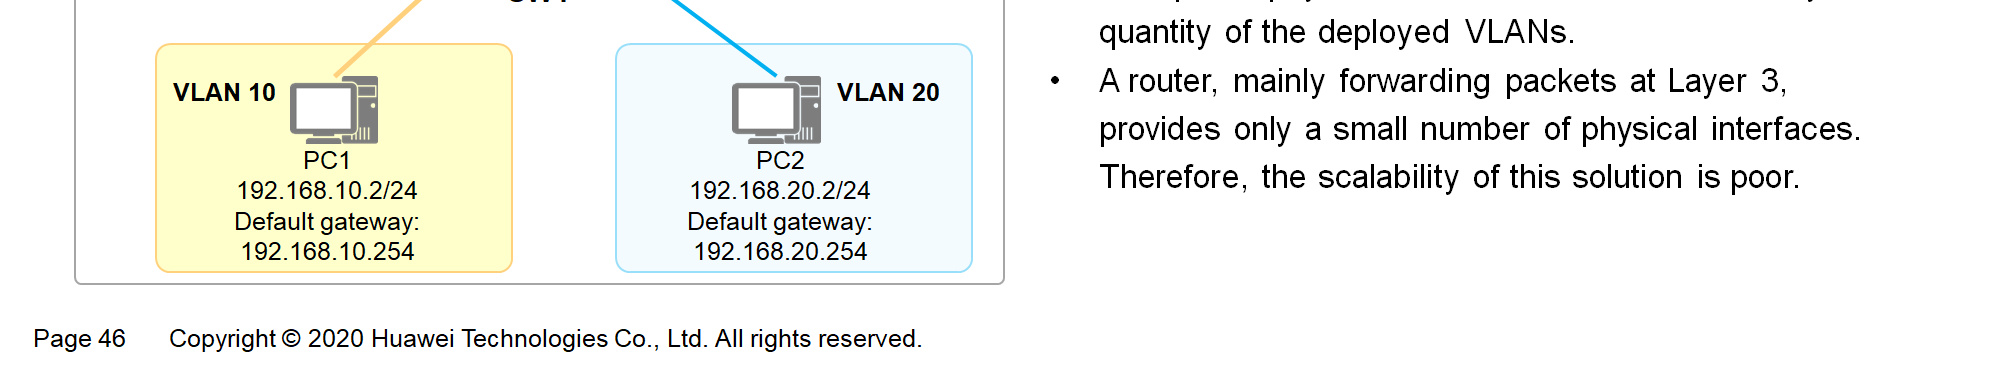 quantity of the deployed VLANs.
• A router, mainly forwarding packets at Layer 3,
provides only a small number of physical interfaces.
Therefore, the scalability of this solution is poor.
VLAN 10
PC1
192.168.10.2/24
Default gateway:
192.168.10.254
VLAN 20
PC2
192.168.20.2/24
Default gateway:
192.168.20.254
Page 46 Copyright © 2020 Huawei Technologies Co., Ltd. All rights reserved.